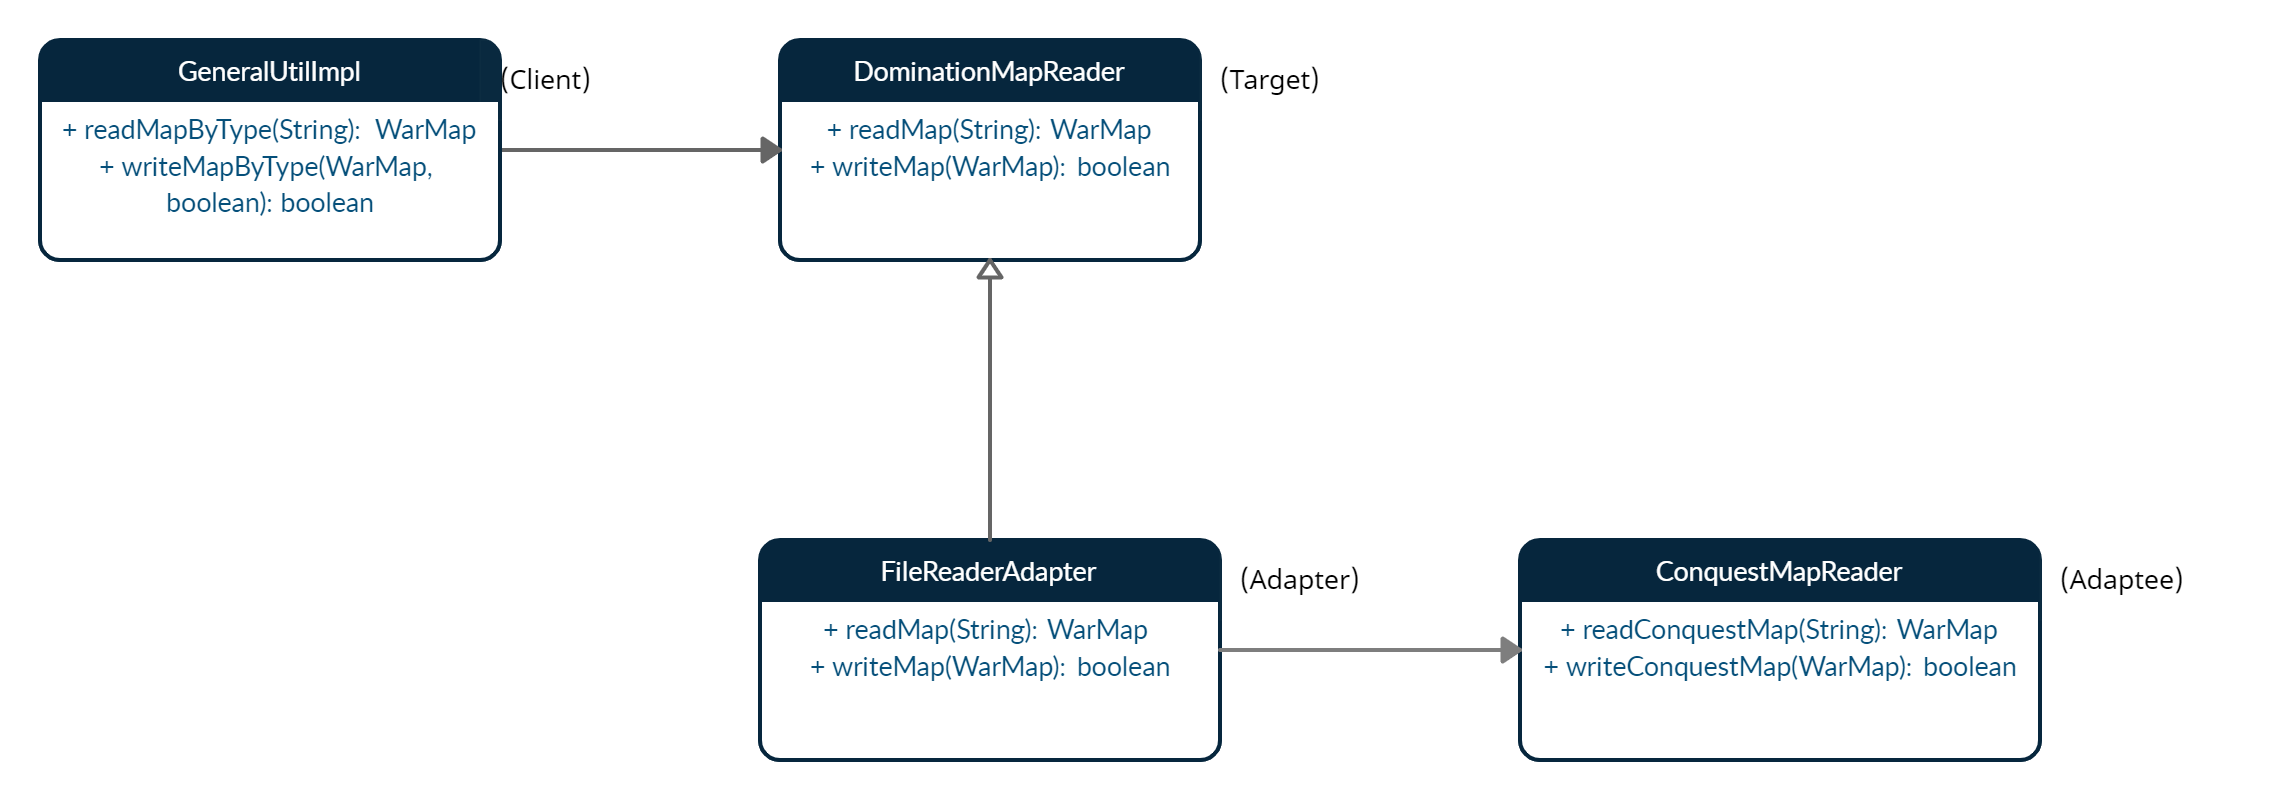 GeneralUtilImpl
(Client)
+ readMapByType(String): WarMap
+ writeMapByType(WarMap,
boolean): boolean
DominationMapReader
(Target)
+ readMap(String): WarMap
+ writeMap(WarMap): boolean
FileReaderAdapter
(Adapter)
+ readMap(String): WarMap
+ writeMap(WarMap): boolean
ConquestMapReader
(Adaptee)
+ readConquestMap(String): WarMap
+ writeConquestMap(WarMap): boolean